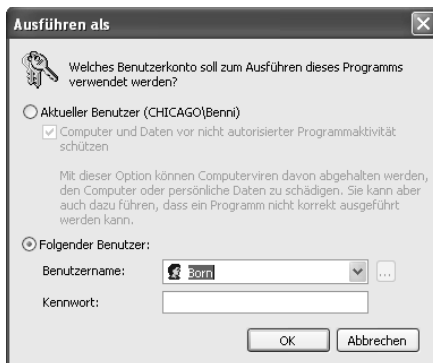 Ausführen als
Welches Benutzerkonto soll zum Ausführen dieses Programms
verwendet werden?
Aktueller Benutzer (CHICAGO\Benni)
Computer und Daten vor nicht autorisierter Programmaktivität
schützen
Mit dieser Option können Computerviren davon abgehalten werden,
den Computer oder persönliche Daten zu schädigen. Sie kann aber
auch dazu führen, dass ein Programm nicht korrekt ausgeführt
werden kann.
Folgender Benutzer:
Benutzername: Born ...
Kennwort:
OK Abbrechen